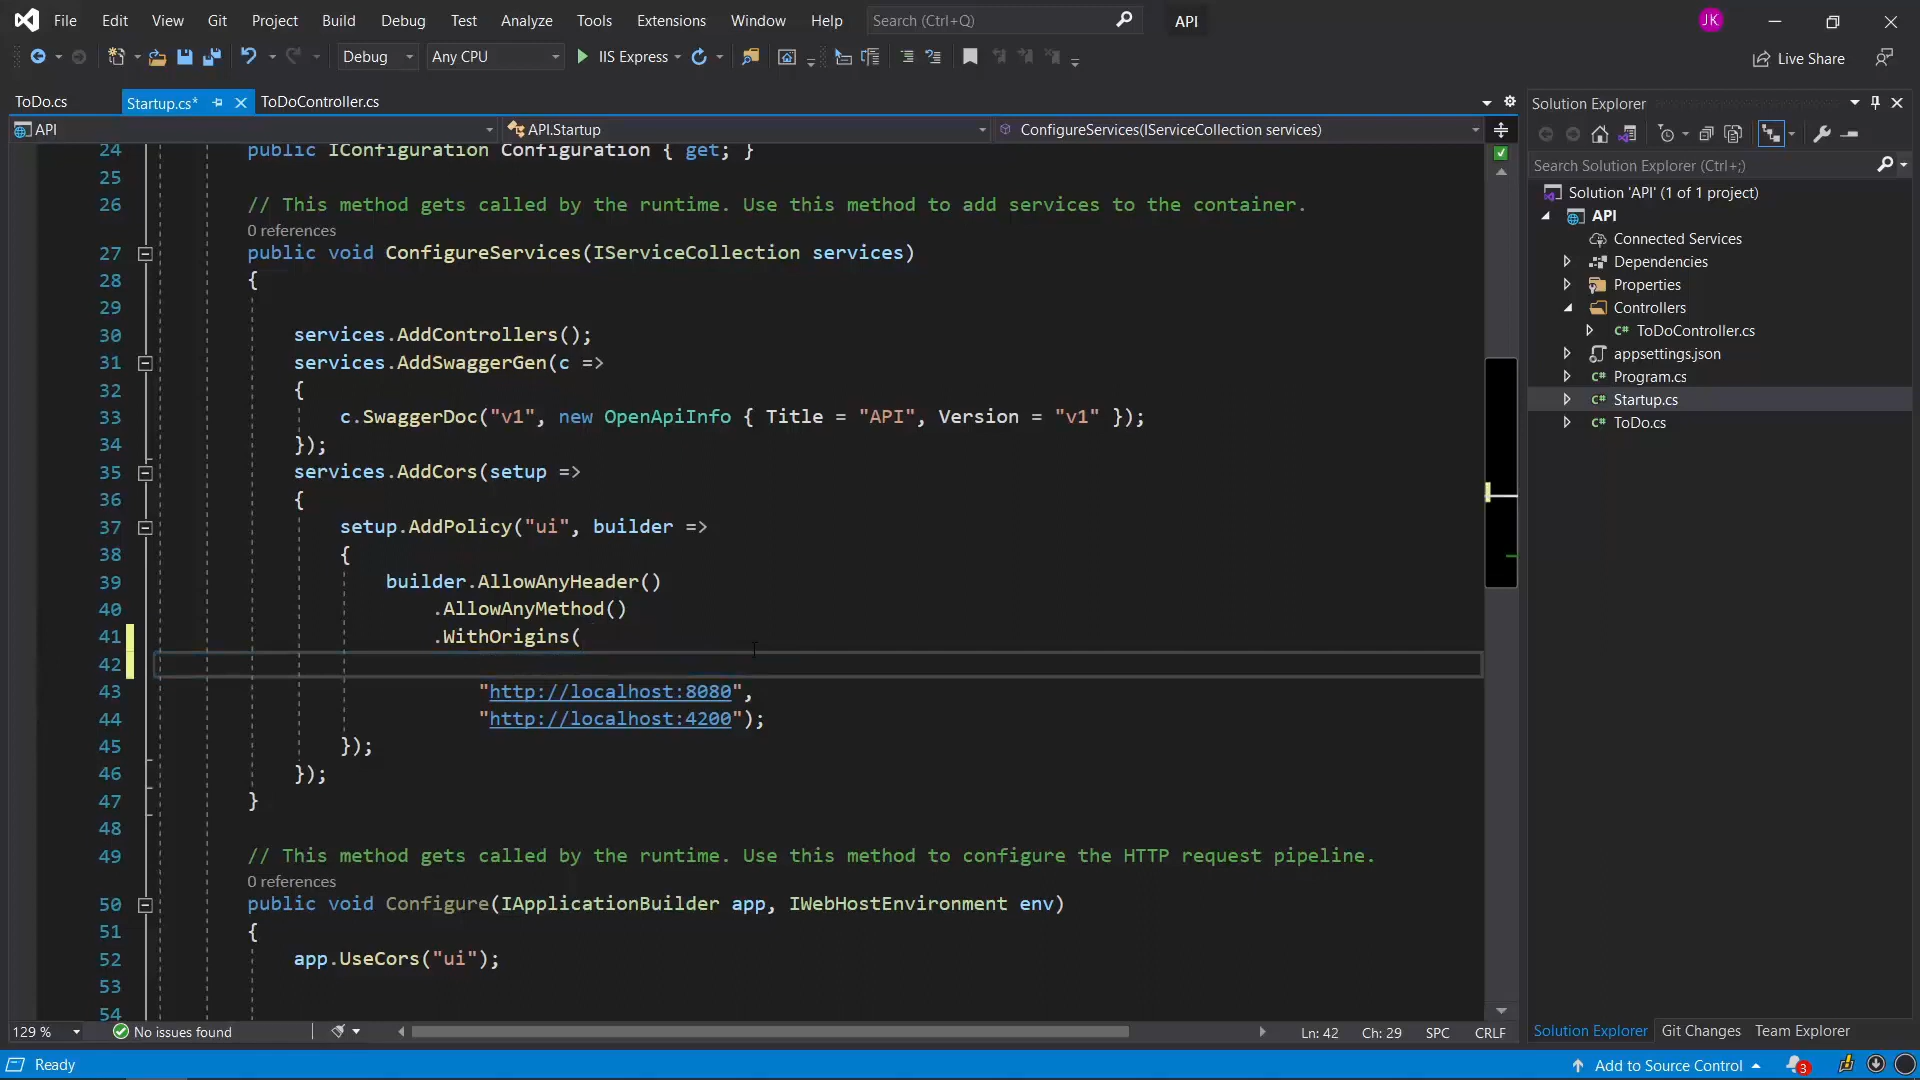 File Edit View Git Project Build Debug Test Analyze Tools Extensions Window Help Search (Ctrl+Q) API JK
Debug Any CPU IIS Express Live Share
ToDo.cs Startup.cs* ToDoController.cs
API API.Startup ConfigureServices(IServiceCollection services)
24 public IConfiguration Configuration { get; }
25
26 // This method gets called by the runtime. Use this method to add services to the container.
0 references
27 public void ConfigureServices(IServiceCollection services)
28 {
29
30 services.AddControllers();
31 services.AddSwaggerGen(c =>
32 {
33 c.SwaggerDoc("v1", new OpenApiInfo { Title = "API", Version = "v1" });
34 });
35 services.AddCors(setup =>
36 {
37 setup.AddPolicy("ui", builder =>
38 {
39 builder.AllowAnyHeader()
40 .AllowAnyMethod()
41 .WithOrigins(
42
43 "http://localhost:8080",
44 "http://localhost:4200");
45 });
46 });
47 }
48
49 // This method gets called by the runtime. Use this method to configure the HTTP request pipeline.
0 references
50 public void Configure(IApplicationBuilder app, IWebHostEnvironment env)
51 {
52 app.UseCors("ui");
53
54
129 % No issues found Ln: 42 Ch: 29 SPC CRLF
Solution Explorer
Search Solution Explorer (Ctrl+;)
Solution 'API' (1 of 1 project)
API
Connected Services
Dependencies
Properties
Controllers
C# ToDoController.cs
appsettings.json
C# Program.cs
C# Startup.cs
C# ToDo.cs
Solution Explorer Git Changes Team Explorer
Ready Add to Source Control 3